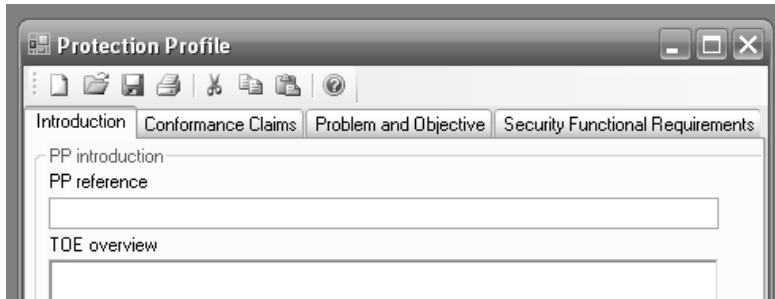 Protection Profile
Introduction Conformance Claims Problem and Objective Security Functional Requirements
PP introduction
PP reference
TOE overview